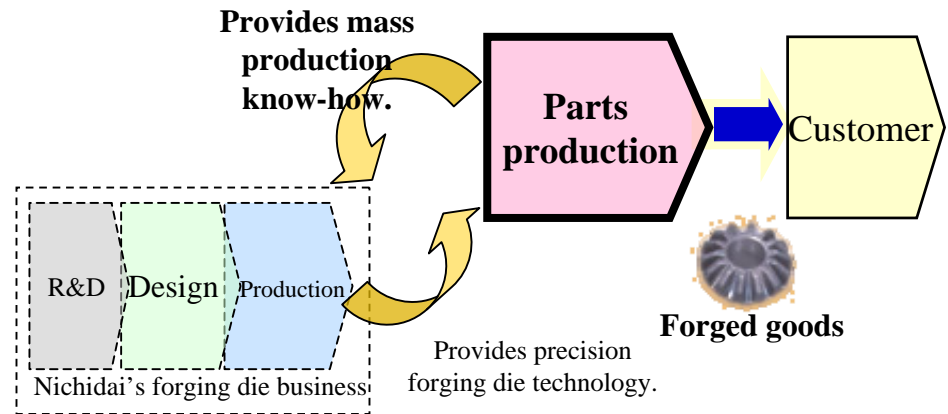 Provides mass
production
know-how.
Parts
production
Customer
R&D
Design
Production
Nichidai’s forging die business
Forged goods
Provides precision
forging die technology.